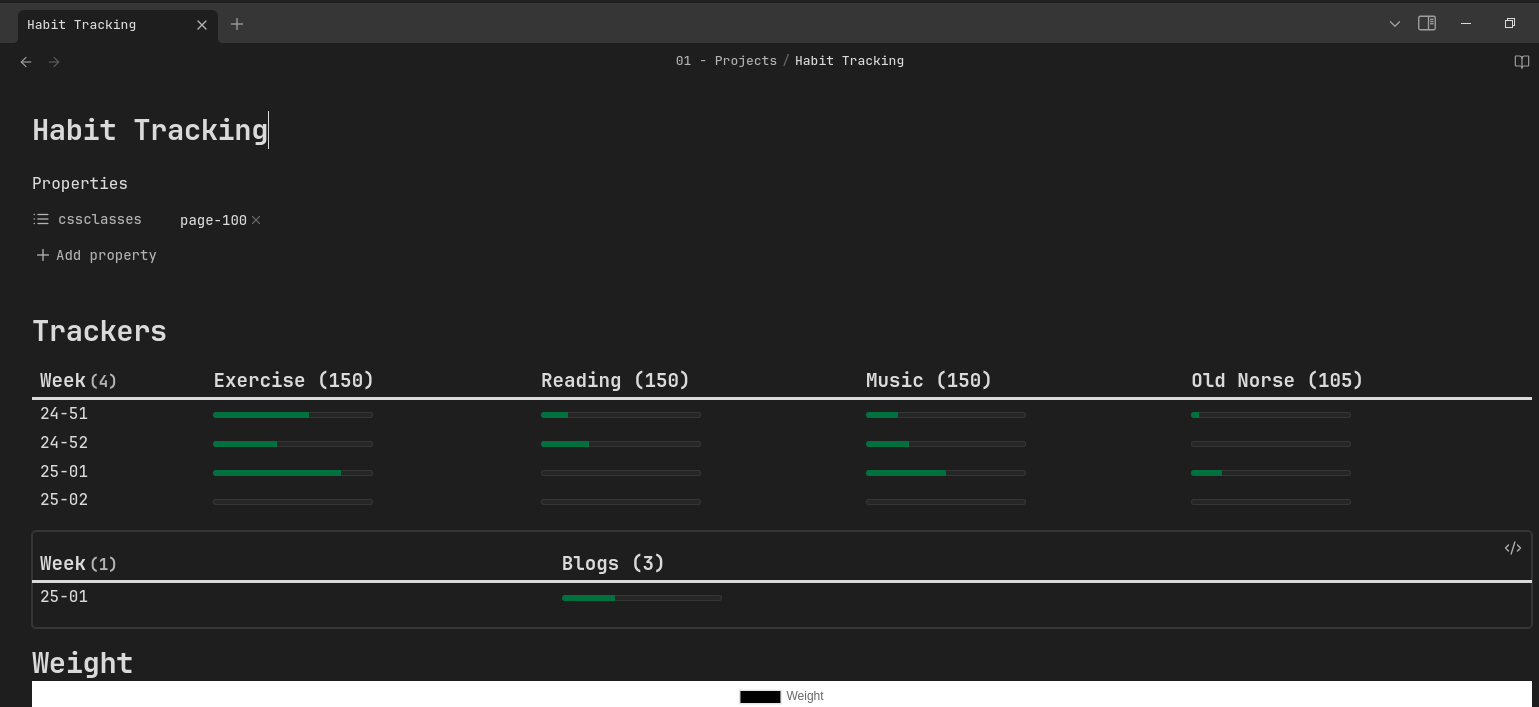 Habit Tracking
01 - Projects / Habit Tracking
Habit Tracking
Properties
cssclasses page-100
Add property
Trackers
Week (4) Exercise (150) Reading (150) Music (150) Old Norse (105)
24-51
24-52
25-01
25-02
Week (1) Blogs (3)
25-01
Weight
Weight